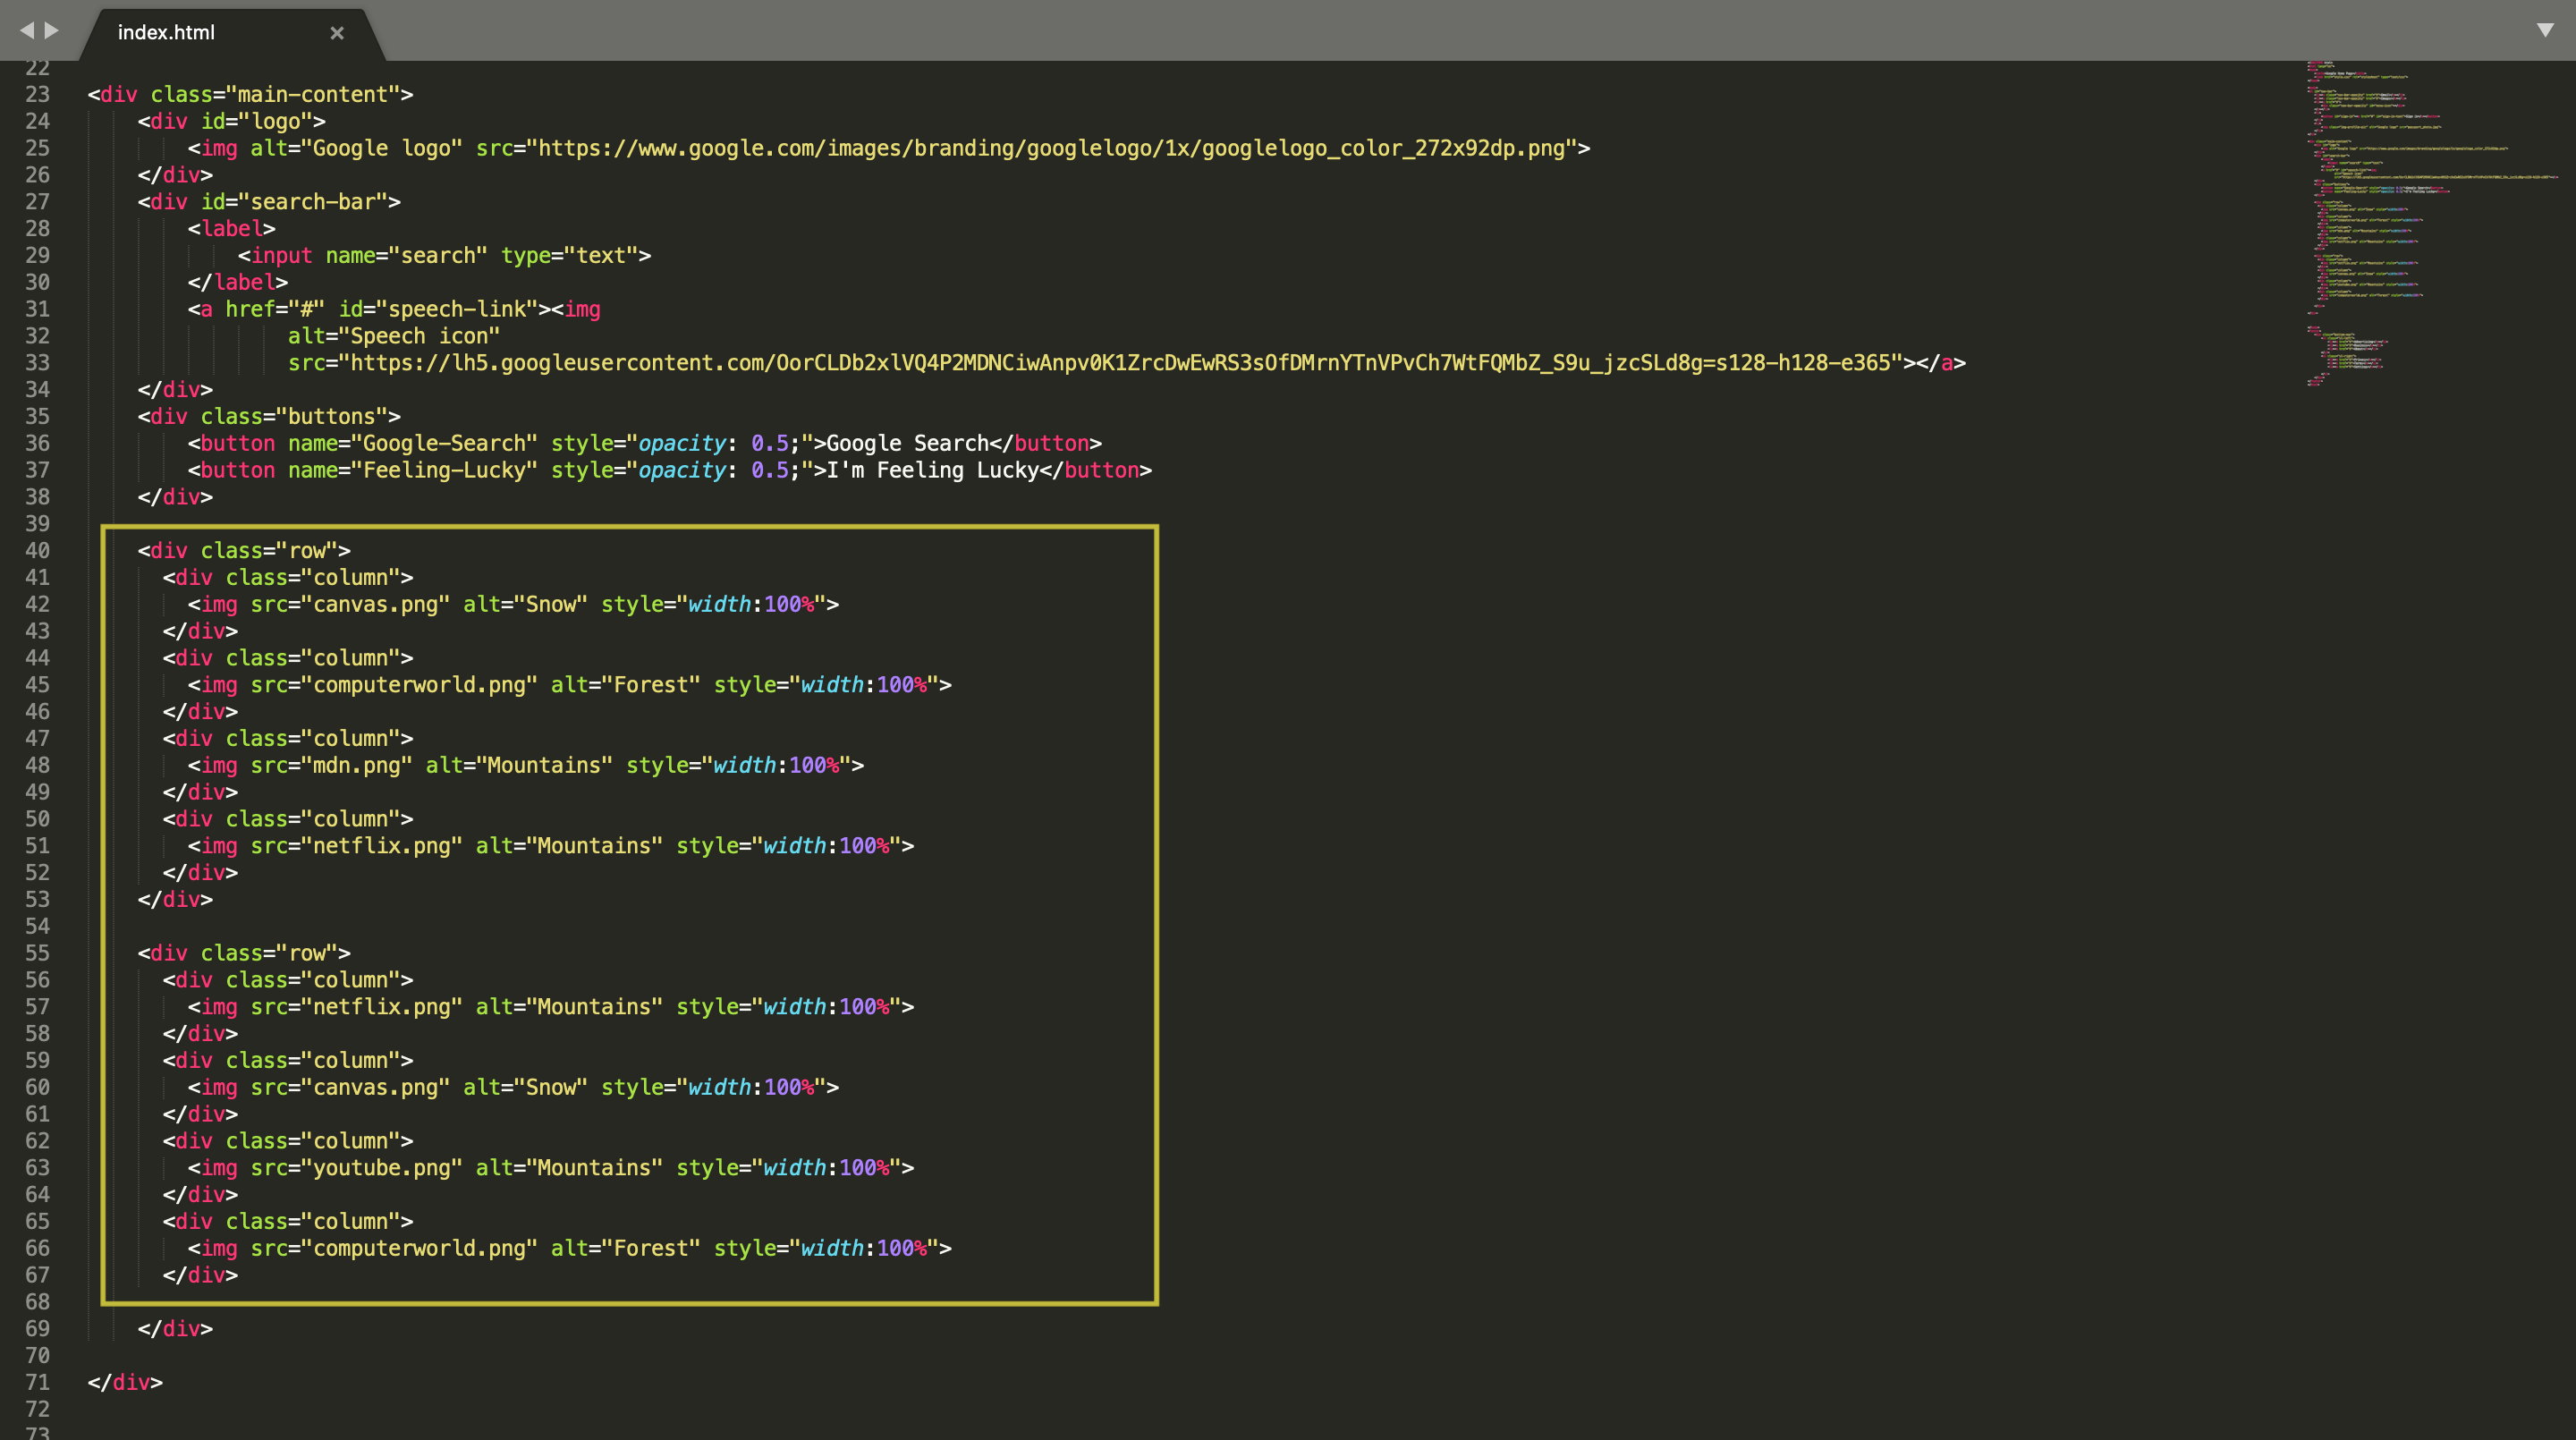 index.html ×
22
23 <div class="main-content">
24 <div id="logo">
25 <img alt="Google logo" src="https://www.google.com/images/branding/googlelogo/1x/googlelogo_color_272x92dp.png">
26 </div>
27 <div id="search-bar">
28 <label>
29 <input name="search" type="text">
30 </label>
31 <a href="#" id="speech-link"><img
32 alt="Speech icon"
33 src="https://lh5.googleusercontent.com/OorCLDb2xlVQ4P2MDNCiwAnpv0K1ZrcDwEwRS3sOfDMrnYTnVPvCh7WtFQMbZ_S9u_jzcSLd8g=s128-h128-e365"></a>
34 </div>
35 <div class="buttons">
36 <button name="Google-Search" style="opacity: 0.5;">Google Search</button>
37 <button name="Feeling-Lucky" style="opacity: 0.5;">I'm Feeling Lucky</button>
38 </div>
39
40 <div class="row">
41 <div class="column">
42 <img src="canvas.png" alt="Snow" style="width:100%">
43 </div>
44 <div class="column">
45 <img src="computerworld.png" alt="Forest" style="width:100%">
46 </div>
47 <div class="column">
48 <img src="mdn.png" alt="Mountains" style="width:100%">
49 </div>
50 <div class="column">
51 <img src="netflix.png" alt="Mountains" style="width:100%">
52 </div>
53 </div>
54
55 <div class="row">
56 <div class="column">
57 <img src="netflix.png" alt="Mountains" style="width:100%">
58 </div>
59 <div class="column">
60 <img src="canvas.png" alt="Snow" style="width:100%">
61 </div>
62 <div class="column">
63 <img src="youtube.png" alt="Mountains" style="width:100%">
64 </div>
65 <div class="column">
66 <img src="computerworld.png" alt="Forest" style="width:100%">
67 </div>
68
69 </div>
70
71 </div>
72
73